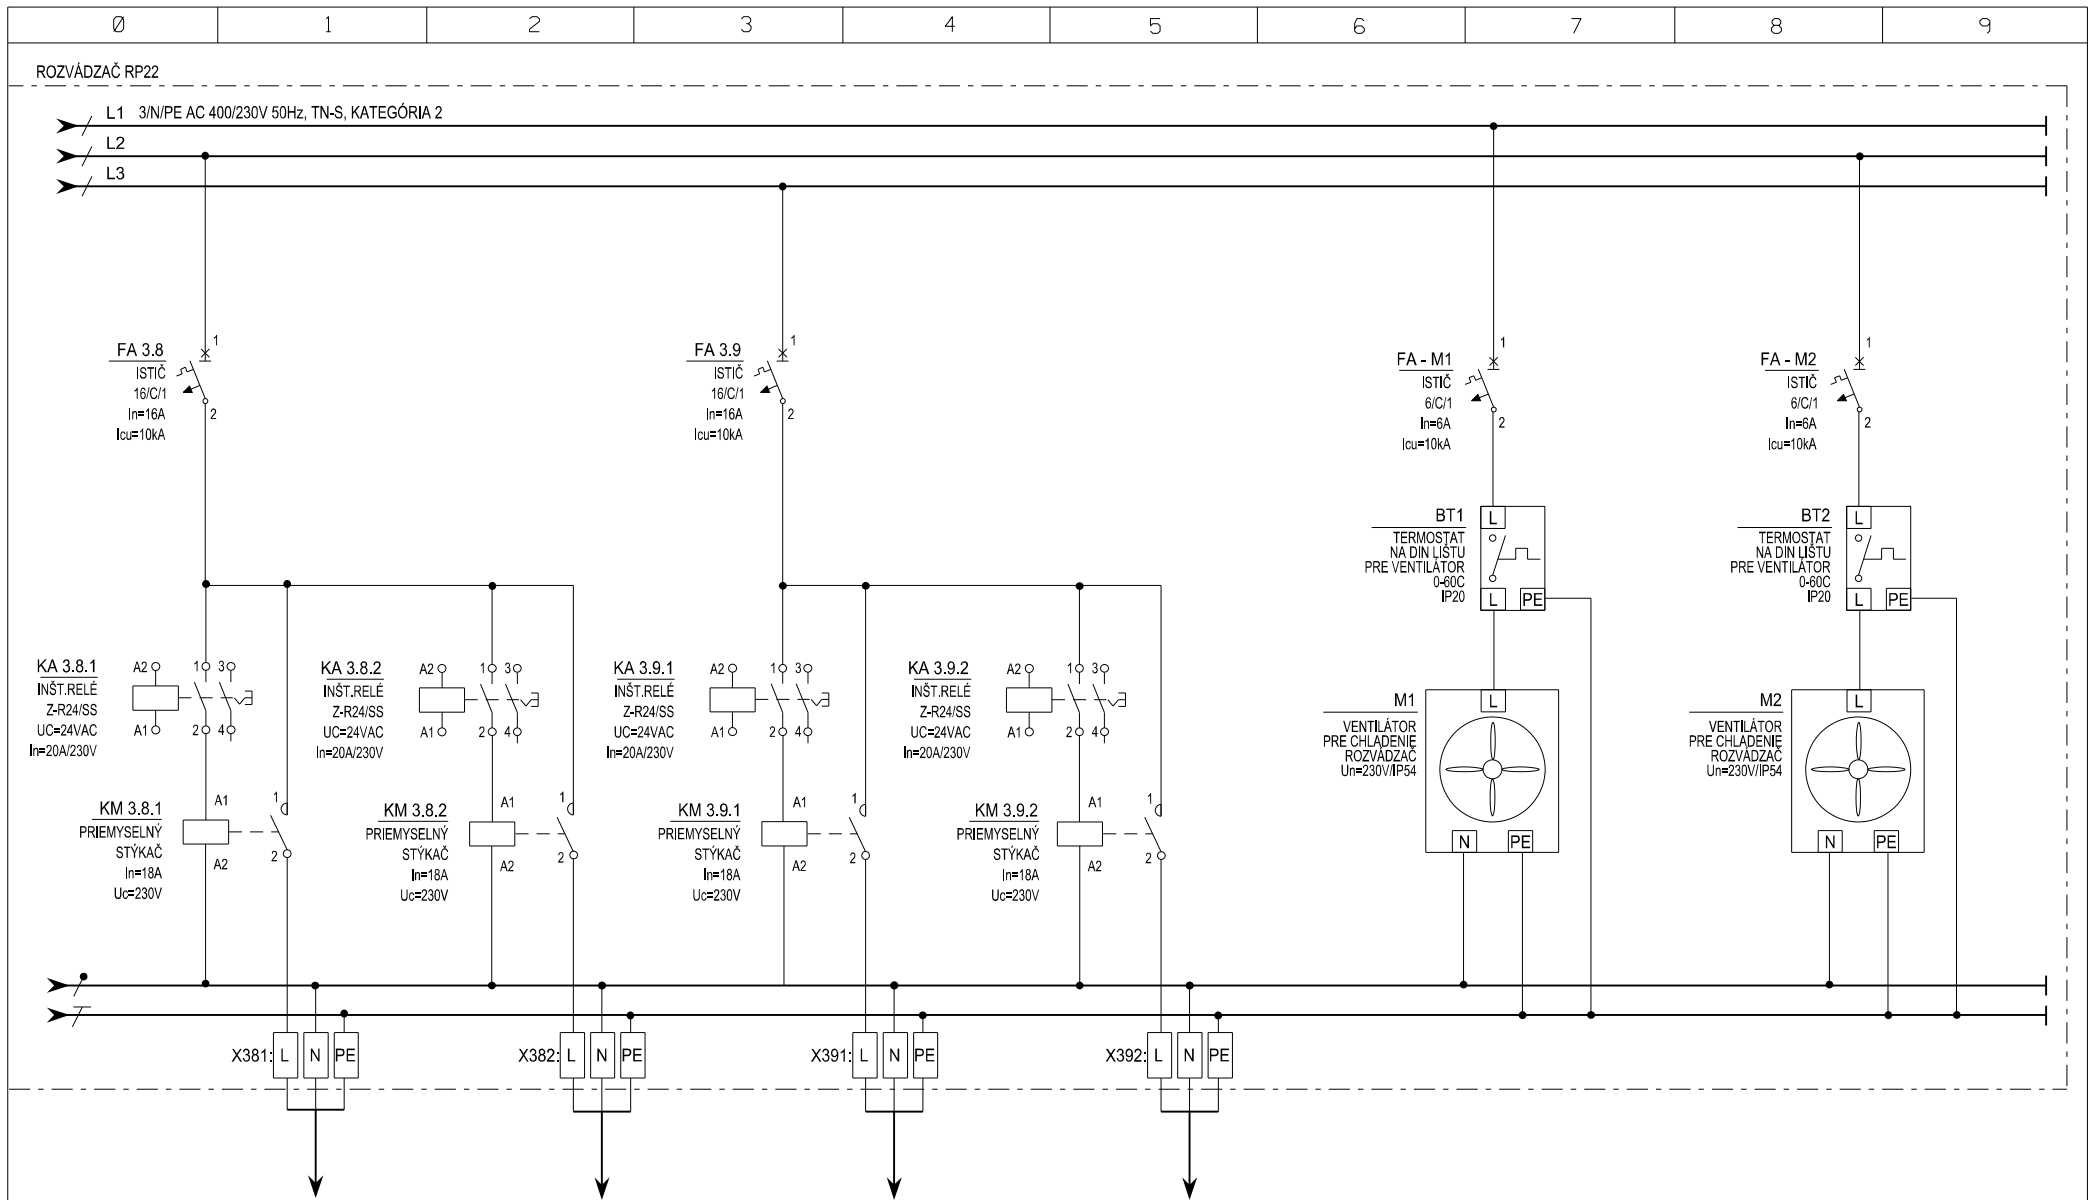 0 1 2 3 4 5 6 7 8 9
ROZVÁDZAČ RP22
L1 3/N/PE AC 400/230V 50Hz, TN-S, KATEGÓRIA 2
L2
L3
FA 3.8
ISTIČ
16/C/1
In=16A
Icu=10kA
1
2
FA 3.9
ISTIČ
16/C/1
In=16A
Icu=10kA
1
2
FA - M1
ISTIČ
6/C/1
In=6A
Icu=10kA
1
2
FA - M2
ISTIČ
6/C/1
In=6A
Icu=10kA
1
2
BT1
TERMOSTAT
NA DIN LIŠTU
PRE VENTILÁTOR
0-60C
IP20
L
L PE
BT2
TERMOSTAT
NA DIN LIŠTU
PRE VENTILÁTOR
0-60C
IP20
L
L PE
KA 3.8.1
INŠT.RELÉ
Z-R24/SS
UC=24VAC
In=20A/230V
A2 1 3
A1 2 4
KA 3.8.2
INŠT.RELÉ
Z-R24/SS
UC=24VAC
In=20A/230V
A2 1 3
A1 2 4
KA 3.9.1
INŠT.RELÉ
Z-R24/SS
UC=24VAC
In=20A/230V
A2 1 3
A1 2 4
KA 3.9.2
INŠT.RELÉ
Z-R24/SS
UC=24VAC
In=20A/230V
A2 1 3
A1 2 4
M1
VENTILÁTOR
PRE CHLADENIE
ROZVÁDZAČ
Un=230V/IP54
L
N PE
M2
VENTILÁTOR
PRE CHLADENIE
ROZVÁDZAČ
Un=230V/IP54
L
N PE
KM 3.8.1
PRIEMYSELNÝ
STÝKAČ
In=18A
Uc=230V
A1 1
A2 2
KM 3.8.2
PRIEMYSELNÝ
STÝKAČ
In=18A
Uc=230V
A1 1
A2 2
KM 3.9.1
PRIEMYSELNÝ
STÝKAČ
In=18A
Uc=230V
A1 1
A2 2
KM 3.9.2
PRIEMYSELNÝ
STÝKAČ
In=18A
Uc=230V
A1 1
A2 2
X381: L N PE
X382: L N PE
X391: L N PE
X392: L N PE